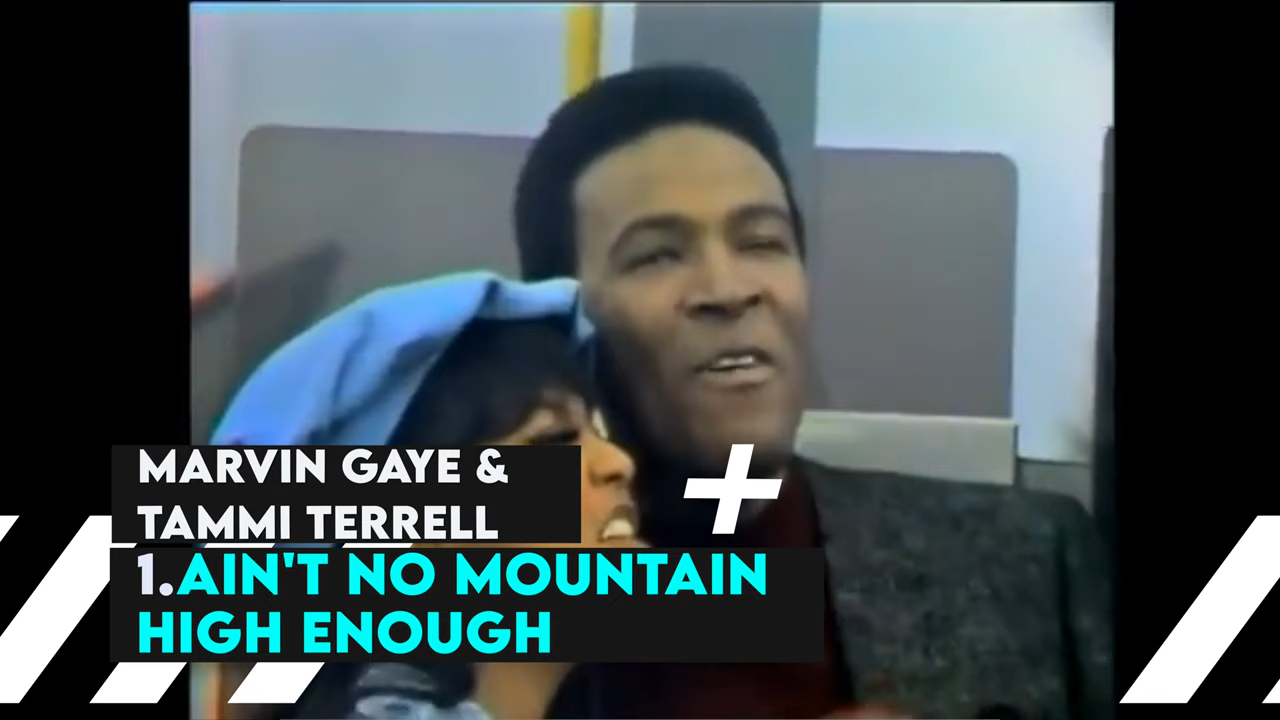 MARVIN GAYE &
TAMMI TERRELL
1.AIN'T NO MOUNTAIN
HIGH ENOUGH